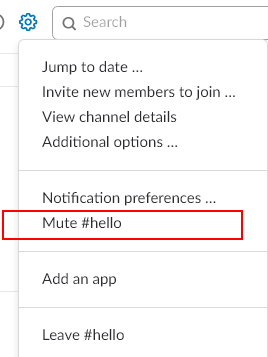 Search
Jump to date ...
Invite new members to join ...
View channel details
Additional options ...
Notification preferences ...
Mute #hello
Add an app
Leave #hello